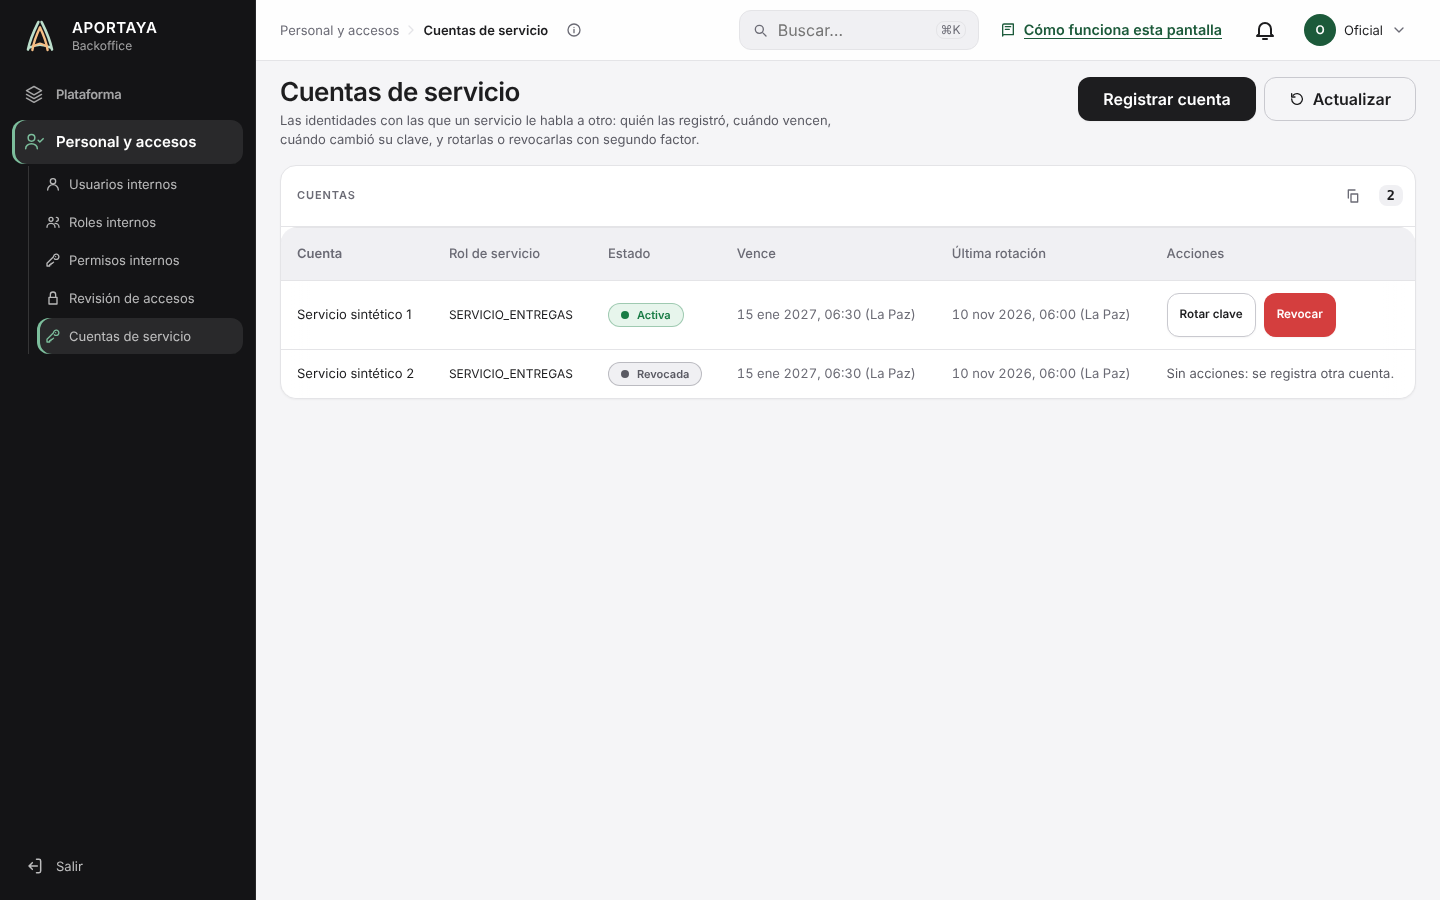 APORTAYA
Backoffice
Plataforma
Personal y accesos
Usuarios internos
Roles internos
Permisos internos
Revisión de accesos
Cuentas de servicio
Salir
Personal y accesos
Cuentas de servicio
Buscar...
⌘K
Cómo funciona esta pantalla
O
Oficial
Cuentas de servicio
Las identidades con las que un servicio le habla a otro: quién las registró, cuándo vencen,
cuándo cambió su clave, y rotarlas o revocarlas con segundo factor.
Registrar cuenta
Actualizar
CUENTAS
2
Cuenta Rol de servicio Estado Vence Última rotación Acciones
Servicio sintético 1 SERVICIO_ENTREGAS Activa 15 ene 2027, 06:30 (La Paz) 10 nov 2026, 06:00 (La Paz) Rotar clave Revocar
Servicio sintético 2 SERVICIO_ENTREGAS Revocada 15 ene 2027, 06:30 (La Paz) 10 nov 2026, 06:00 (La Paz) Sin acciones: se registra otra cuenta.